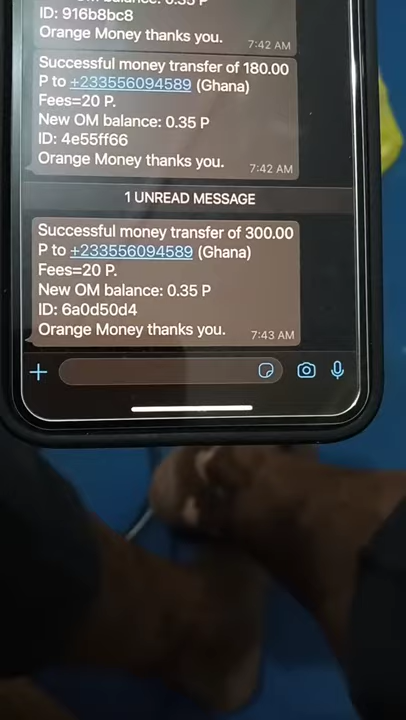 ID: 916b8bc8
Orange Money thanks you.
7:42 AM
Successful money transfer of 180.00
P to +233556094589 (Ghana)
Fees=20 P.
New OM balance: 0.35 P
ID: 4e55ff66
Orange Money thanks you.
7:42 AM
1 UNREAD MESSAGE
Successful money transfer of 300.00
P to +233556094589 (Ghana)
Fees=20 P.
New OM balance: 0.35 P
ID: 6a0d50d4
Orange Money thanks you.
7:43 AM